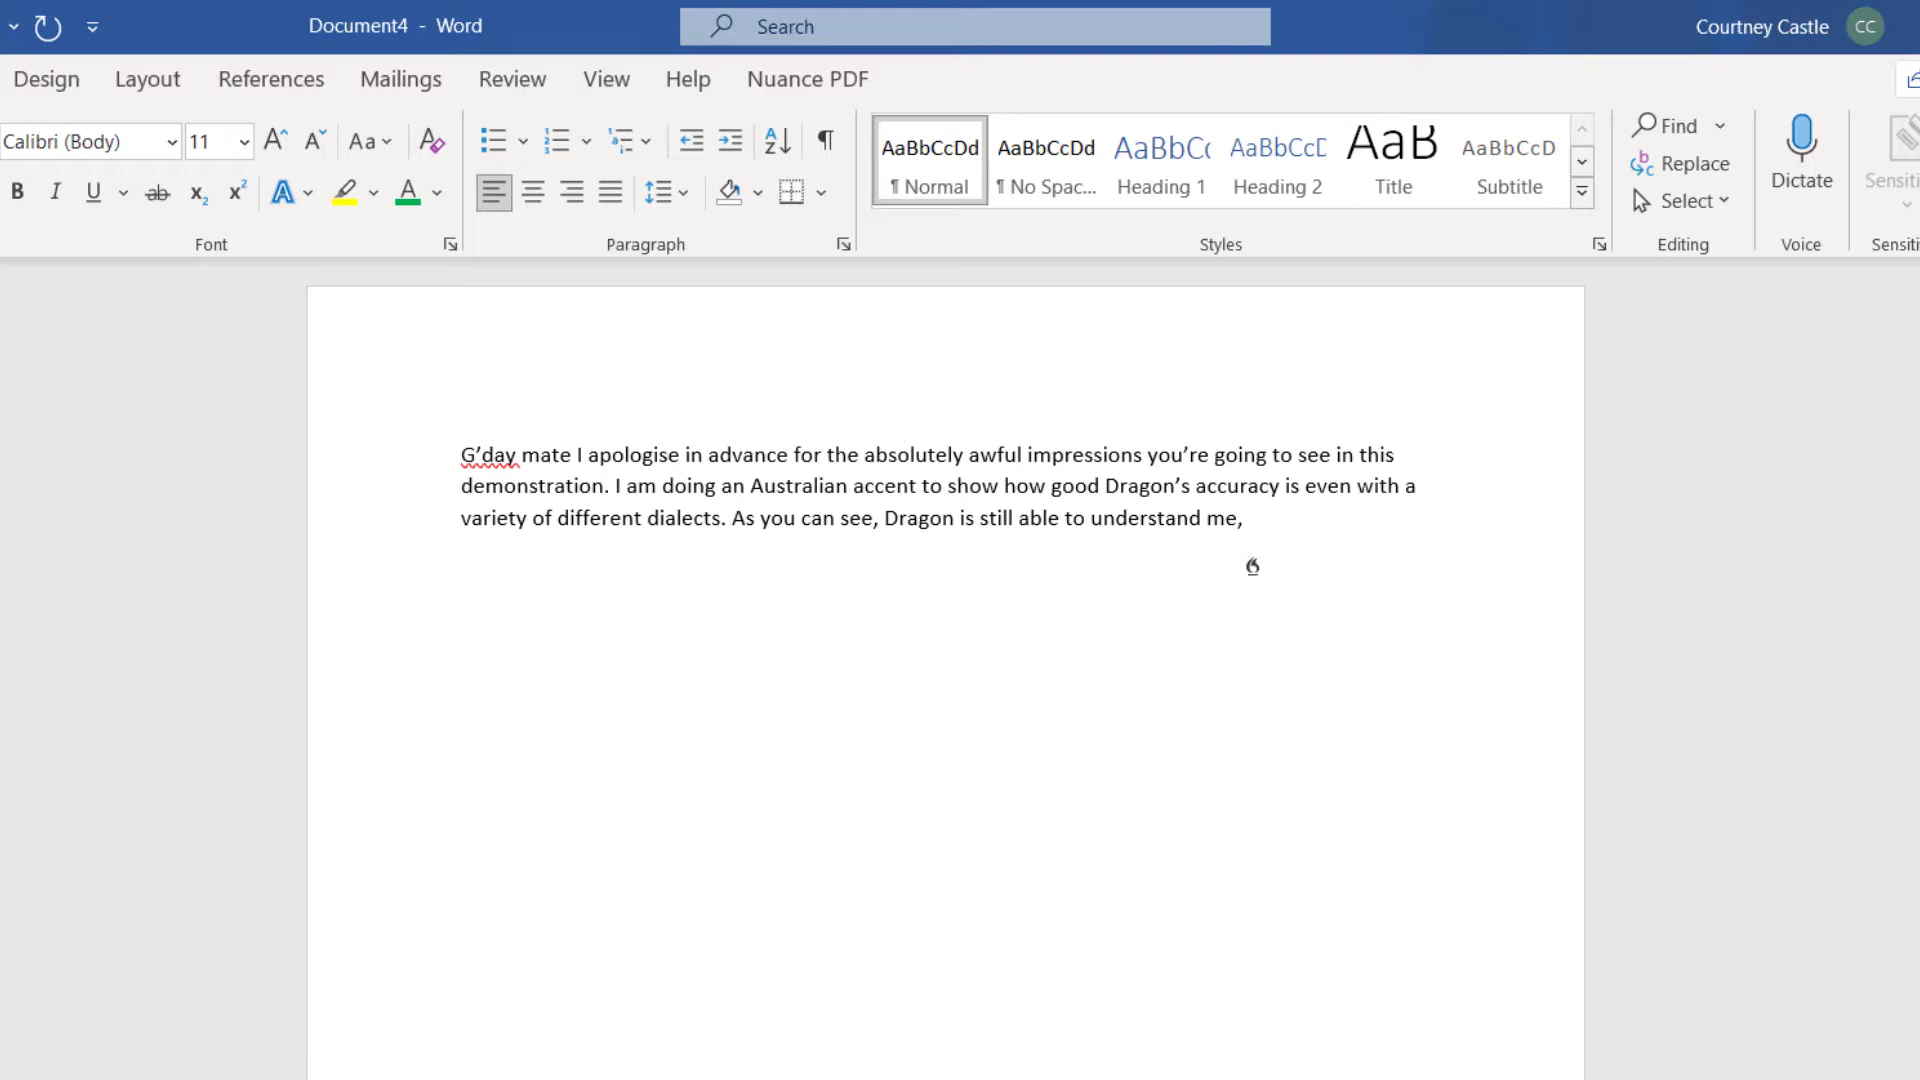 Document4 - Word
Search
Courtney Castle CC
Design Layout References Mailings Review View Help Nuance PDF
Calibri (Body) 11 Aa
AaBbCcDd AaBbCcDd AaBbCc AaBbCcD AaB AaBbCcD
¶ Normal ¶ No Spac... Heading 1 Heading 2 Title Subtitle
Find
Replace
Select
Dictate
Sensiti
Font Paragraph Styles Editing Voice Sensiti
G’day mate I apologise in advance for the absolutely awful impressions you’re going to see in this
demonstration. I am doing an Australian accent to show how good Dragon’s accuracy is even with a
variety of different dialects. As you can see, Dragon is still able to understand me,